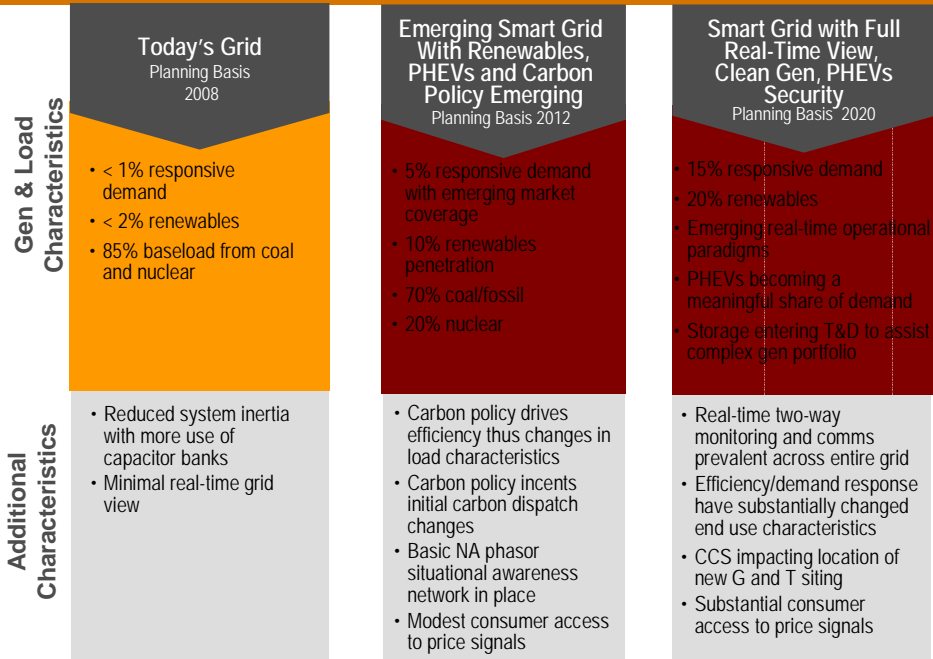 Today's Grid
Planning Basis
2008
Emerging Smart Grid
With Renewables,
PHEVs and Carbon
Policy Emerging
Planning Basis 2012
Smart Grid with Full
Real-Time View,
Clean Gen, PHEVs
Security
Planning Basis 2020
Gen & Load
Characteristics
• < 1% responsive
demand
• < 2% renewables
• 85% baseload from coal
and nuclear
• 5% responsive demand
with emerging market
coverage
• 10% renewables
penetration
• 70% coal/fossil
• 20% nuclear
• 15% responsive demand
• 20% renewables
• Emerging real-time operational
paradigms
• PHEVs becoming a
meaningful share of demand
• Storage entering T&D to assist
complex gen portfolio
Additional
Characteristics
• Reduced system inertia
with more use of
capacitor banks
• Minimal real-time grid
view
• Carbon policy drives
efficiency thus changes in
load characteristics
• Carbon policy incents
initial carbon dispatch
changes
• Basic NA phasor
situational awareness
network in place
• Modest consumer access
to price signals
• Real-time two-way
monitoring and comms
prevalent across entire grid
• Efficiency/demand response
have substantially changed
end use characteristics
• CCS impacting location of
new G and T siting
• Substantial consumer
access to price signals